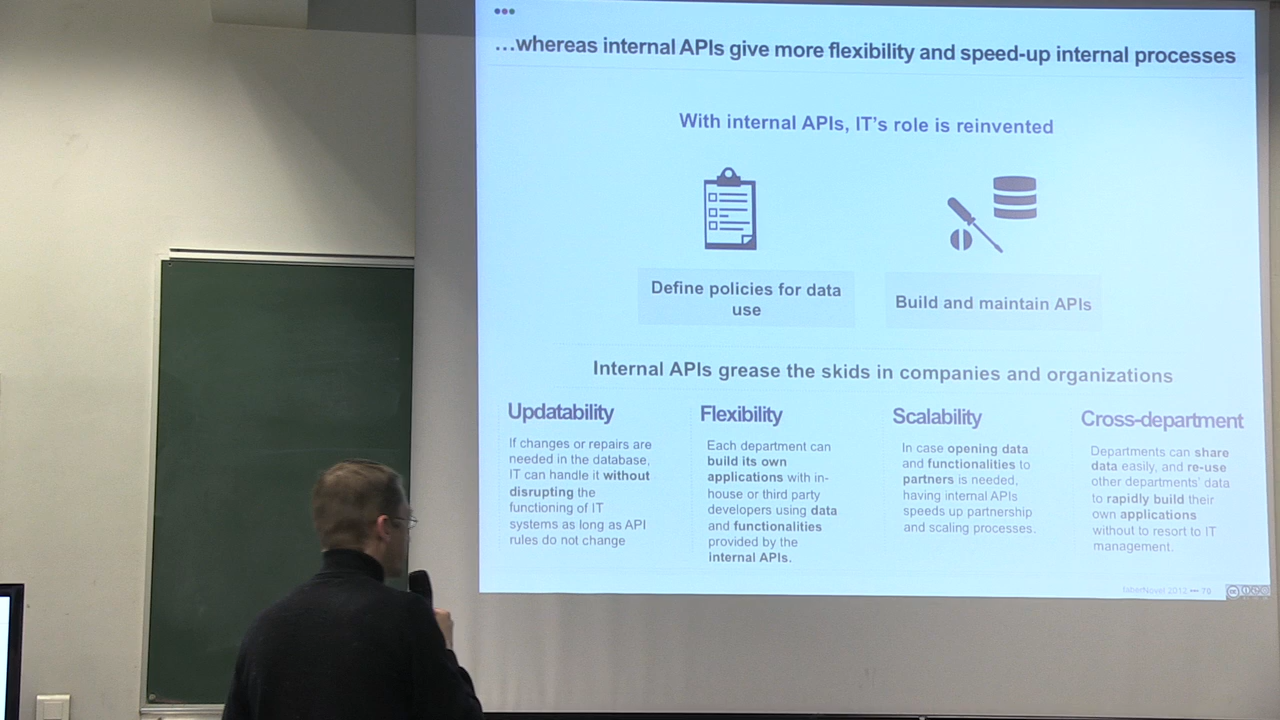 …whereas internal APIs give more flexibility and speed-up internal processes
With internal APIs, IT's role is reinvented
Define policies for data
use
Build and maintain APIs
Internal APIs grease the skids in companies and organizations
Updatability
If changes or repairs are
needed in the database,
IT can handle it without
disrupting the
functioning of IT
systems as long as API
rules do not change
Flexibility
Each department can
build its own
applications with in-
house or third party
developers using data
and functionalities
provided by the
internal APIs.
Scalability
In case opening data
and functionalities to
partners is needed,
having internal APIs
speeds up partnership
and scaling processes.
Cross-department
Departments can share
data easily, and re-use
other departments' data
to rapidly build their
own applications
without to resort to IT
management.
faberNovel 2012 ••• 70